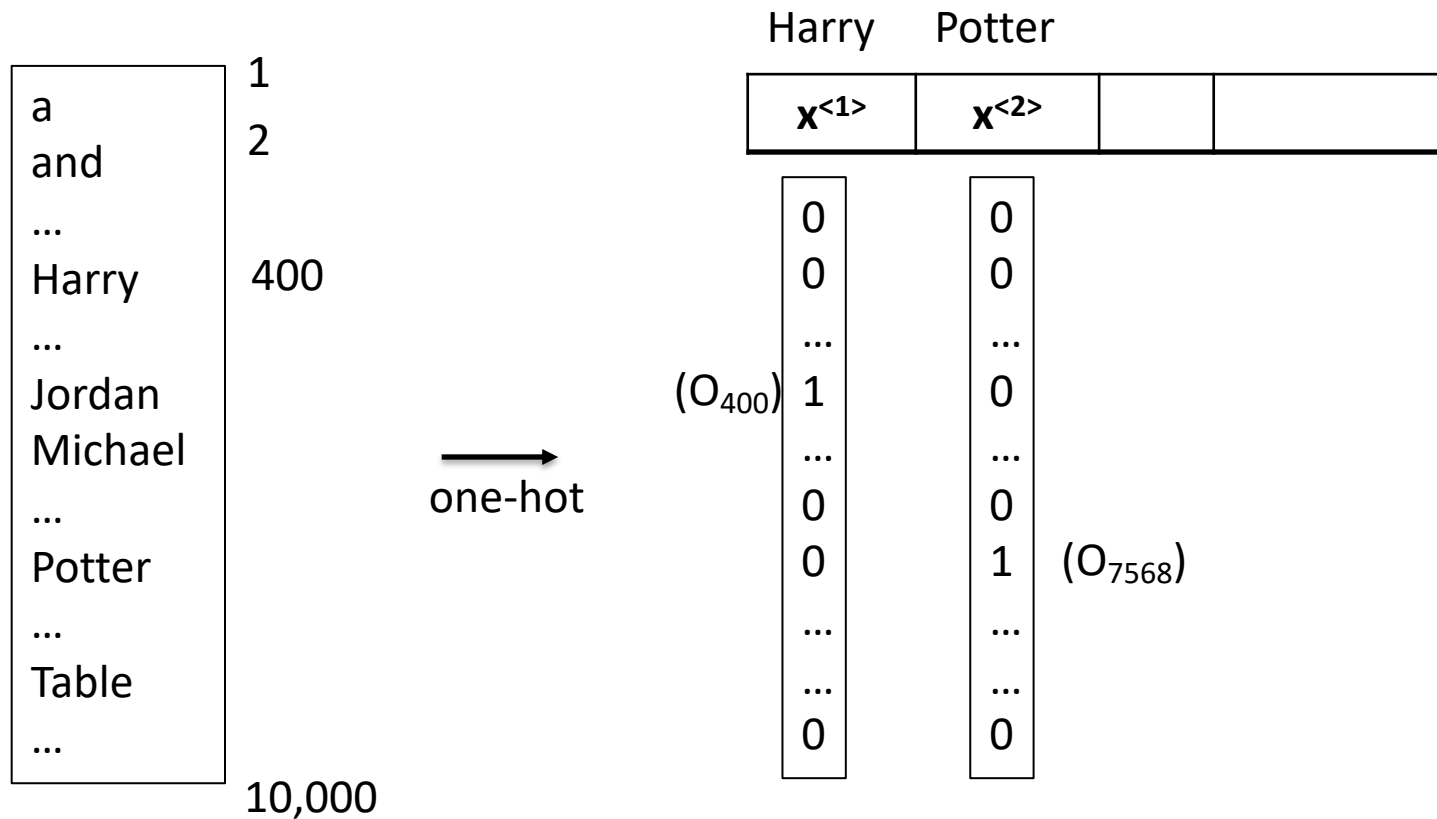 a
and
...
Harry
...
Jordan
Michael
...
Potter
...
Table
...
1
2
400
10,000
one-hot
Harry Potter
x<1> x<2>
0 0
0 0
... ...
(O400) 1 0
... ...
0 0
0 1 (O7568)
... ...
... ...
0 0